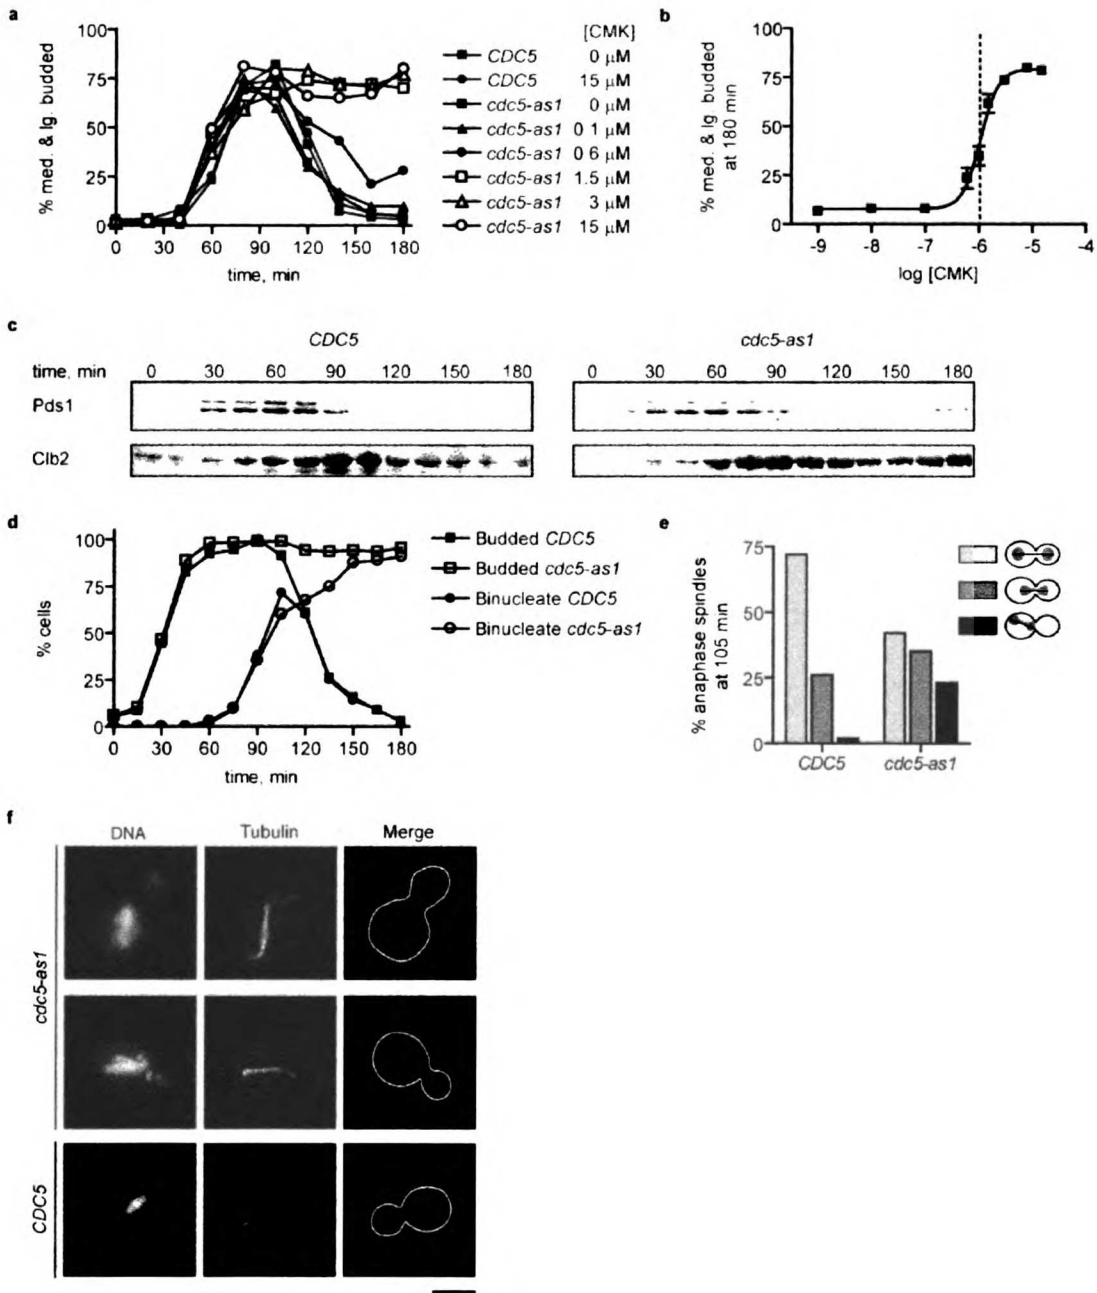 a
% med. & lg. budded
100
75
50
25
0
0 30 60 90 120 150 180
time, min
[CMK]
CDC5 0 μM
CDC5 15 μM
cdc5-as1 0 μM
cdc5-as1 0 1 μM
cdc5-as1 0 6 μM
cdc5-as1 1.5 μM
cdc5-as1 3 μM
cdc5-as1 15 μM
b
% med. & lg. budded
at 180 min
100
75
50
25
0
-9 -8 -7 -6 -5 -4
log [CMK]
c
CDC5 cdc5-as1
time, min 0 30 60 90 120 150 180 0 30 60 90 120 150 180
Pds1
Clb2
d
% cells
100
75
50
25
0
0 30 60 90 120 150 180
time, min
Budded CDC5
Budded cdc5-as1
Binucleate CDC5
Binucleate cdc5-as1
e
% anaphase spindles
at 105 min
75
50
25
0
CDC5 cdc5-as1
f
DNA Tubulin Merge
cdc5-as1
CDC5